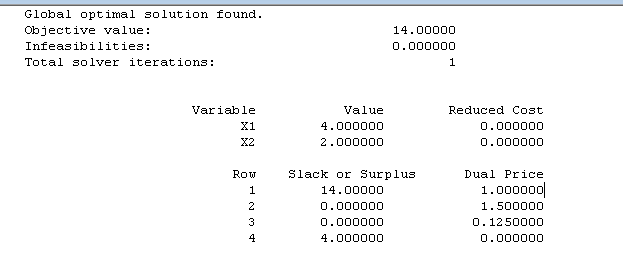 Global optimal solution found.
Objective value: 14.00000
Infeasibilities: 0.000000
Total solver iterations: 1
Variable Value Reduced Cost
X1 4.000000 0.000000
X2 2.000000 0.000000
Row Slack or Surplus Dual Price
1 14.00000 1.000000
2 0.000000 1.500000
3 0.000000 0.1250000
4 4.000000 0.000000